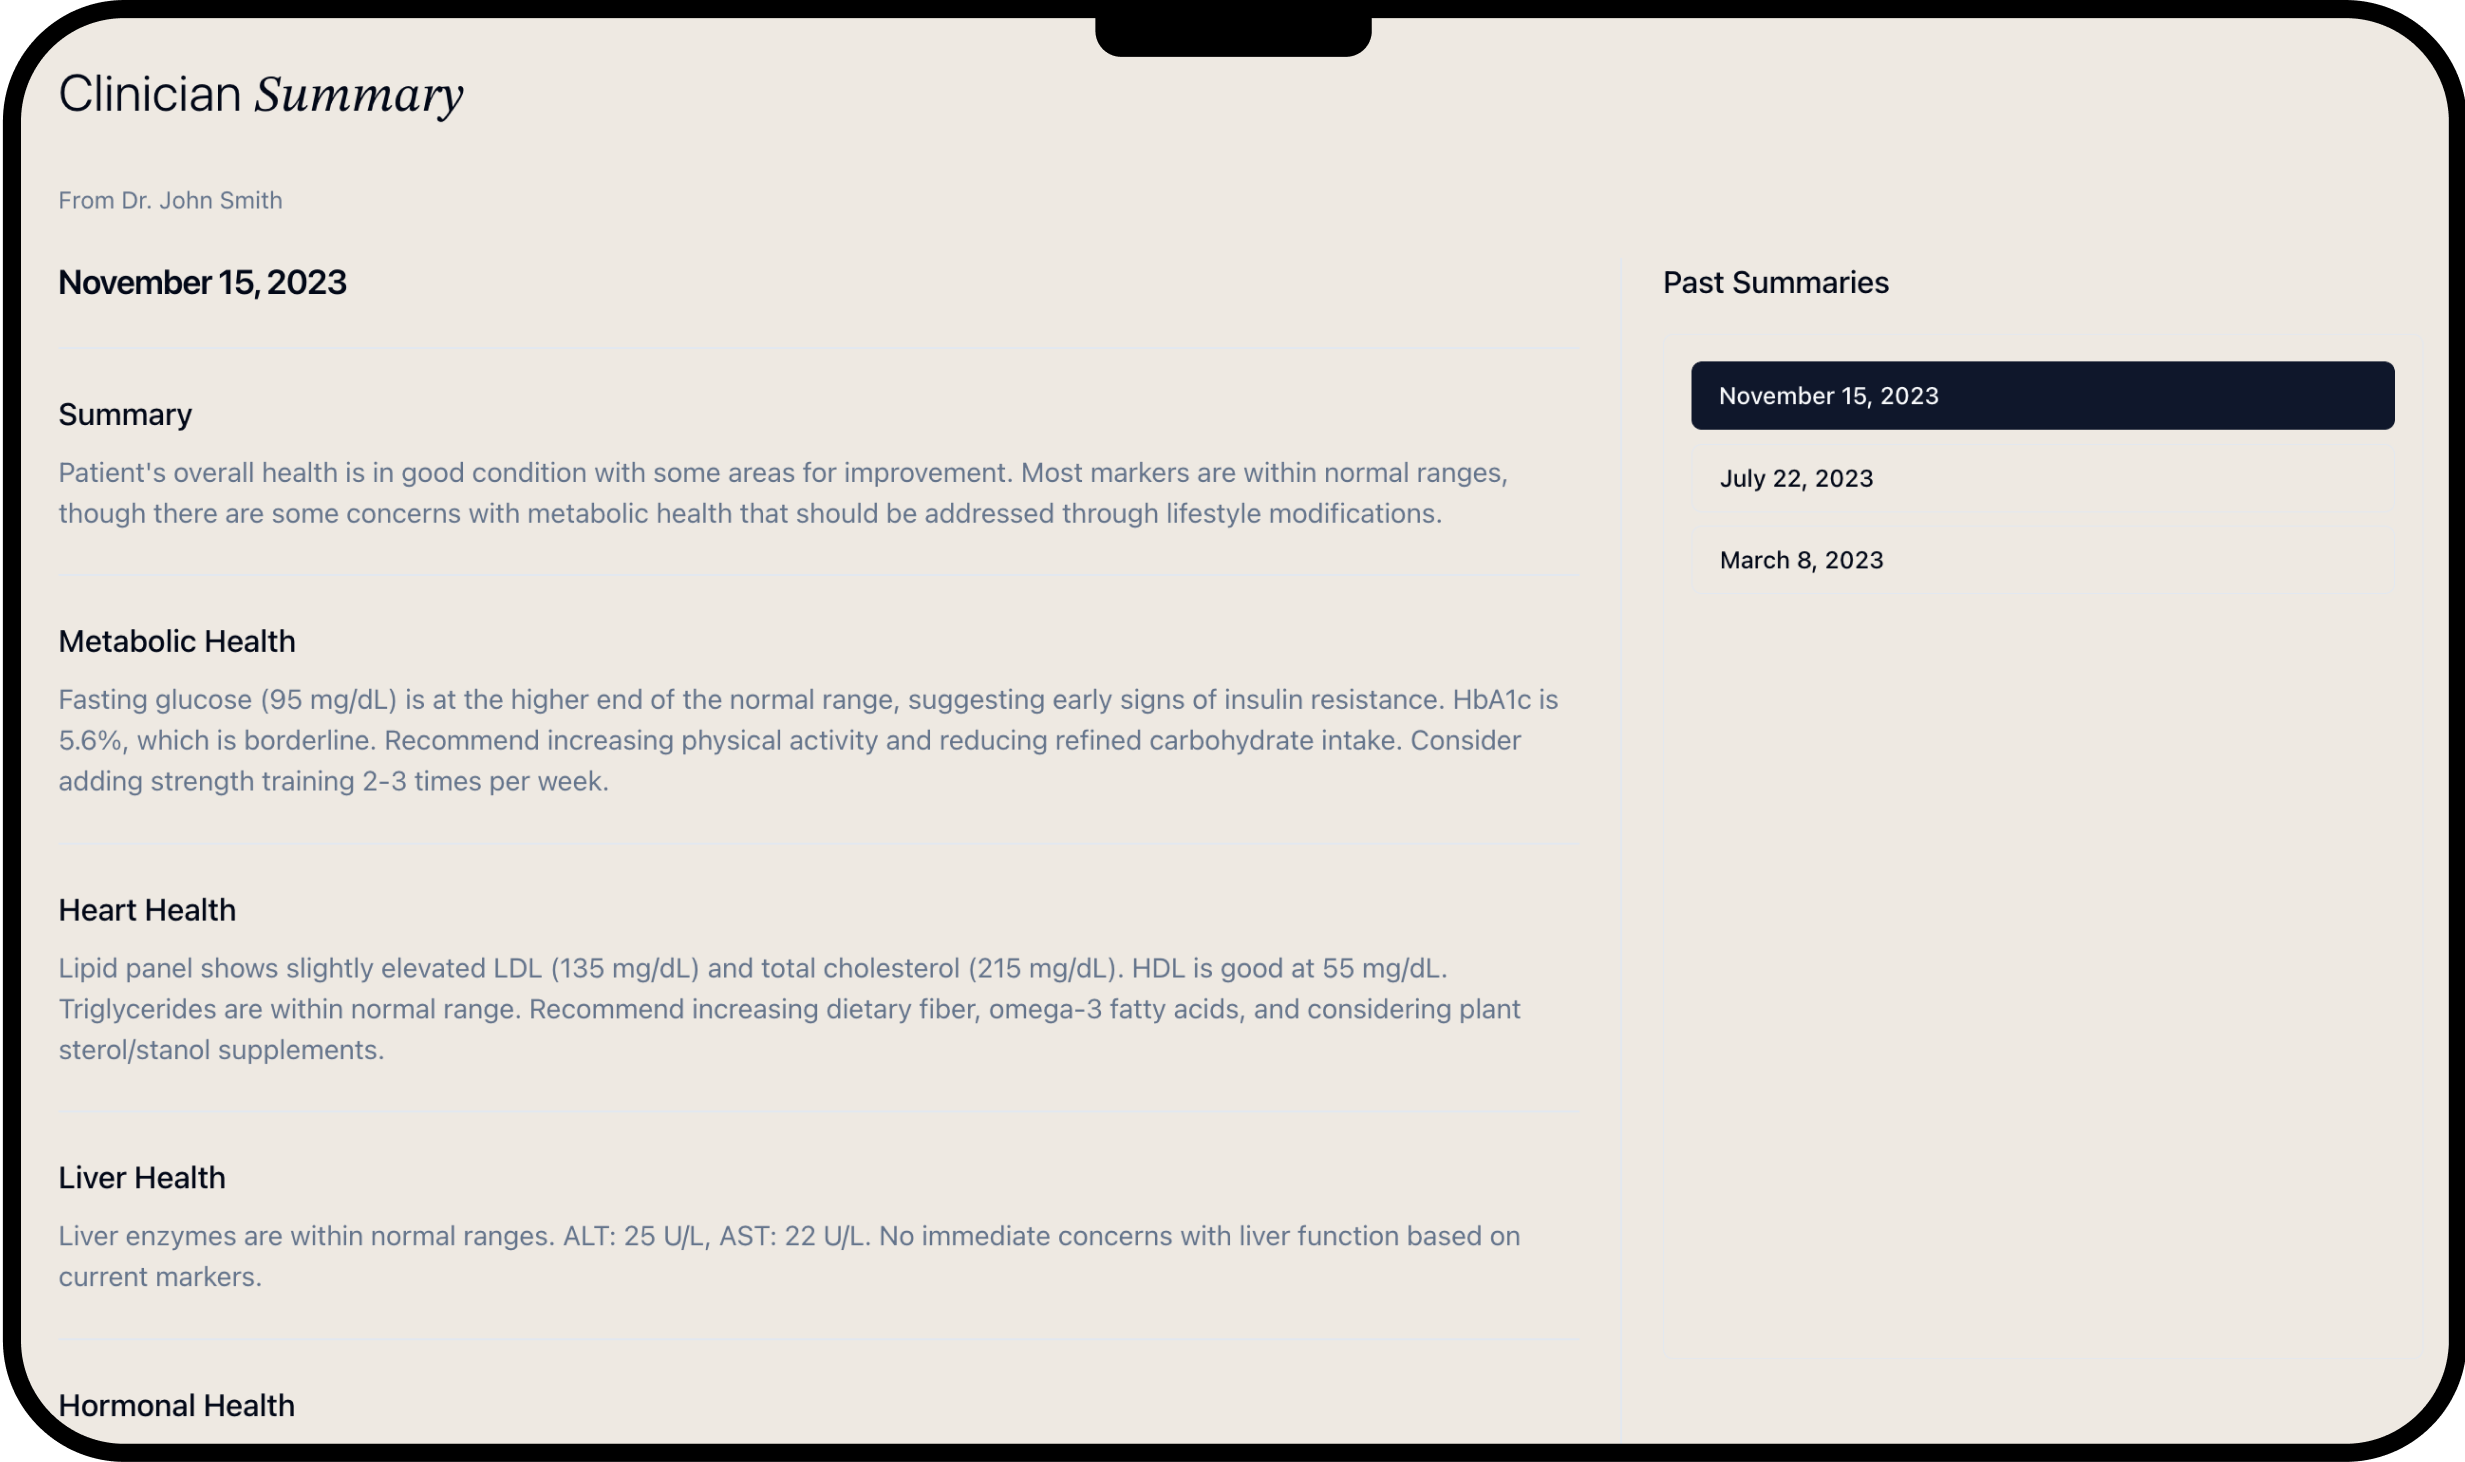 Clinician Summary
From Dr. John Smith
November 15, 2023
Summary
Patient's overall health is in good condition with some areas for improvement. Most markers are within normal ranges,
though there are some concerns with metabolic health that should be addressed through lifestyle modifications.
Metabolic Health
Fasting glucose (95 mg/dL) is at the higher end of the normal range, suggesting early signs of insulin resistance. HbA1c is
5.6%, which is borderline. Recommend increasing physical activity and reducing refined carbohydrate intake. Consider
adding strength training 2-3 times per week.
Heart Health
Lipid panel shows slightly elevated LDL (135 mg/dL) and total cholesterol (215 mg/dL). HDL is good at 55 mg/dL.
Triglycerides are within normal range. Recommend increasing dietary fiber, omega-3 fatty acids, and considering plant
sterol/stanol supplements.
Liver Health
Liver enzymes are within normal ranges. ALT: 25 U/L, AST: 22 U/L. No immediate concerns with liver function based on
current markers.
Hormonal Health
Past Summaries
November 15, 2023
July 22, 2023
March 8, 2023